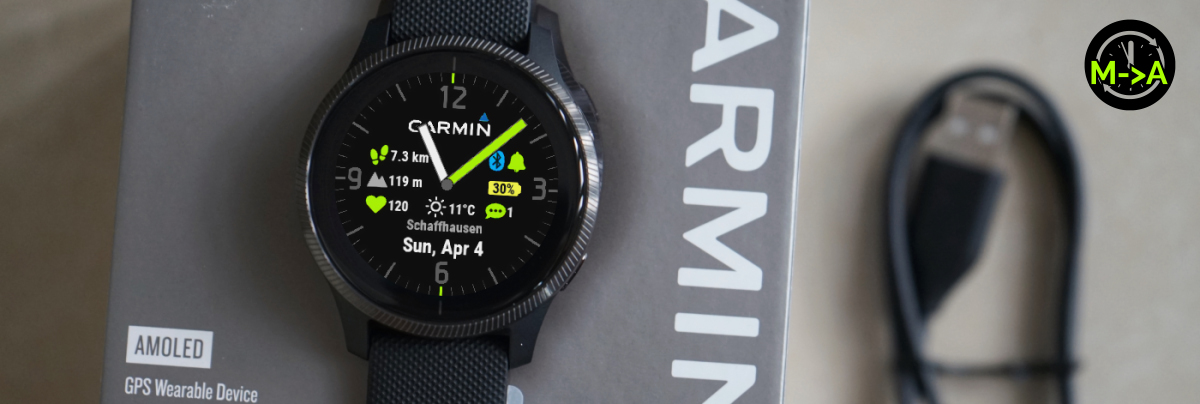 12
GARMIN
7.3 km
9
119 m
30%
3
120
11°C
1
Schaffhausen
Sun, Apr 4
6
ARMIN
AMOLED
GPS Wearable Device
M->A